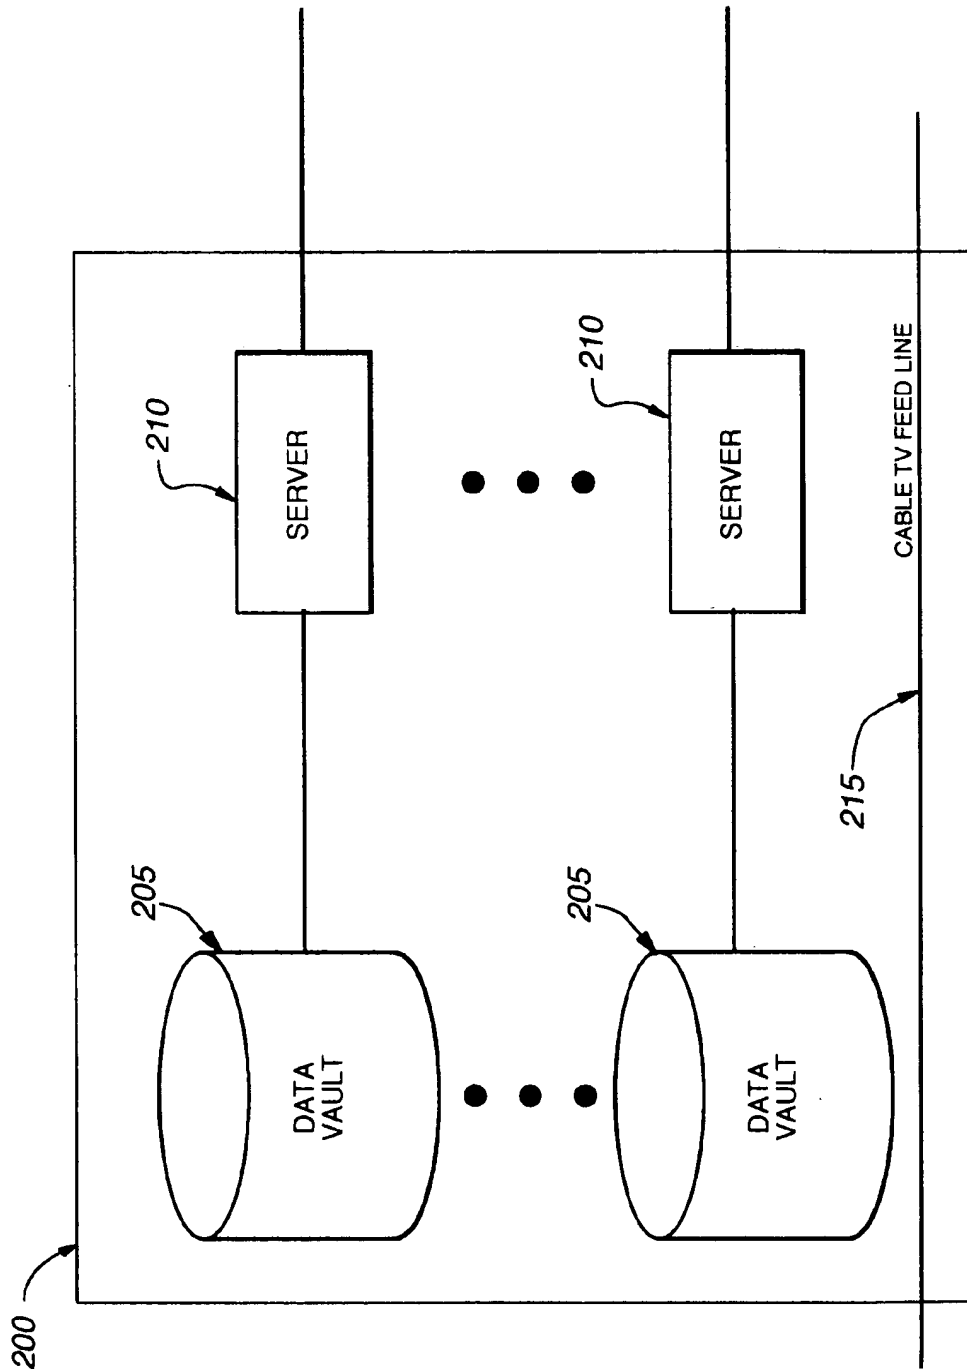 200
205
DATA
VAULT
210
SERVER
205
DATA
VAULT
210
SERVER
215
CABLE TV FEED LINE